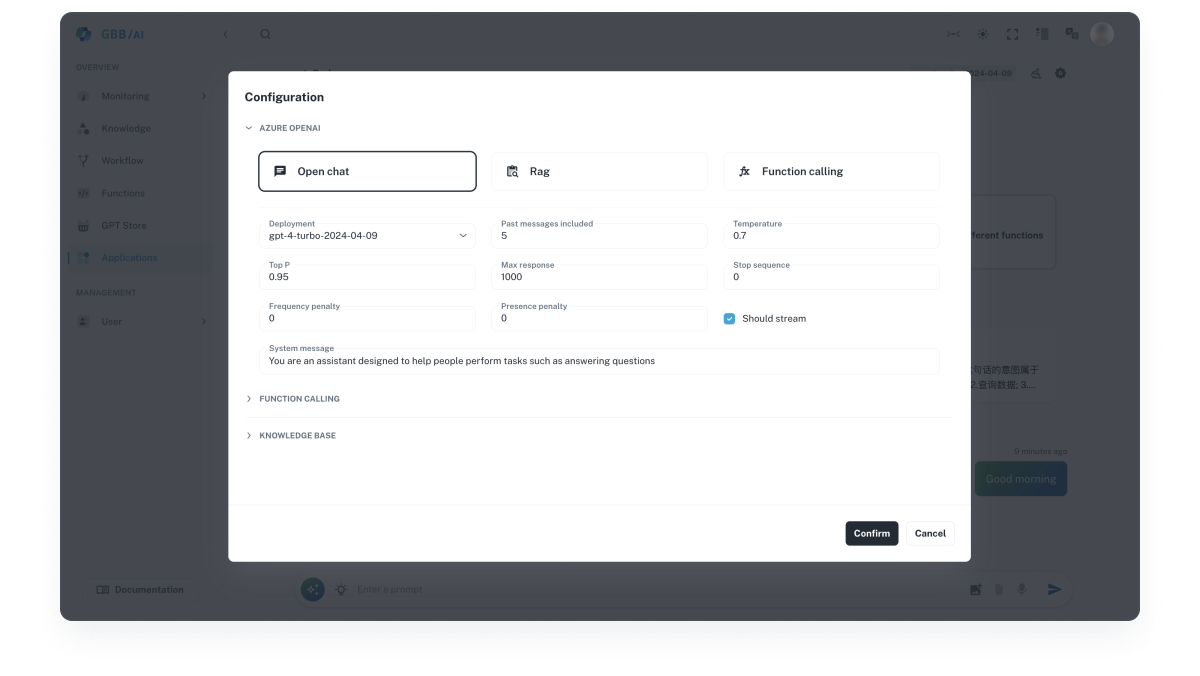 GBB/AI
OVERVIEW
Monitoring
Knowledge
Workflow
Functions
GPT Store
Applications
MANAGEMENT
User
Documentation
24-04-09
Configuration
AZURE OPENAI
Open chat
Rag
Function calling
Deployment
gpt-4-turbo-2024-04-09
Past messages included
5
Temperature
0.7
Top P
0.95
Max response
1000
Stop sequence
0
Frequency penalty
0
Presence penalty
0
Should stream
System message
You are an assistant designed to help people perform tasks such as answering questions
FUNCTION CALLING
KNOWLEDGE BASE
Confirm
Cancel
ferent functions
句话的意图属于
2.查询数据; 3....
9 minutes ago
Good morning
Enter a prompt